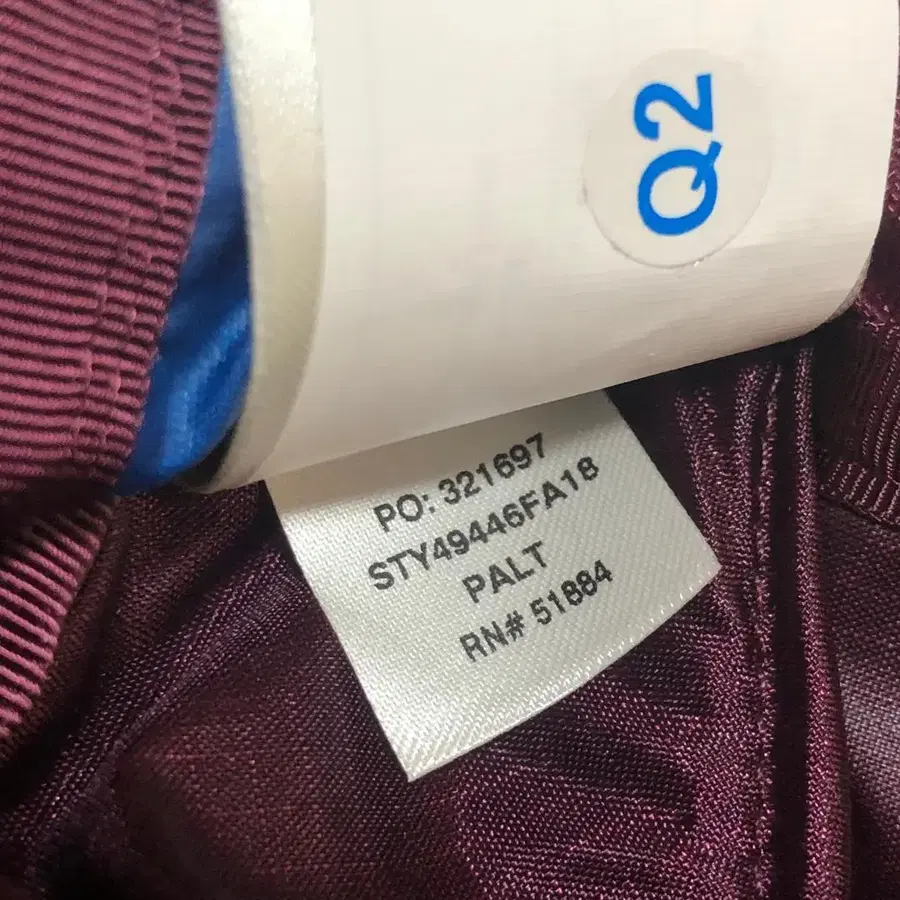 Q2
PO: 321697
STY49446FA18
PALT
RN# 51884